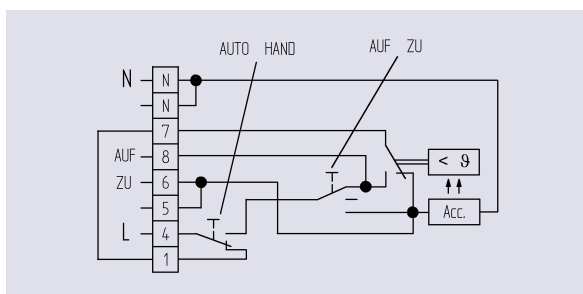 AUTO HAND
AUF ZU
N N
N
7
AUF 8
< ϑ
ZU 6
5
Acc.
L 4
1